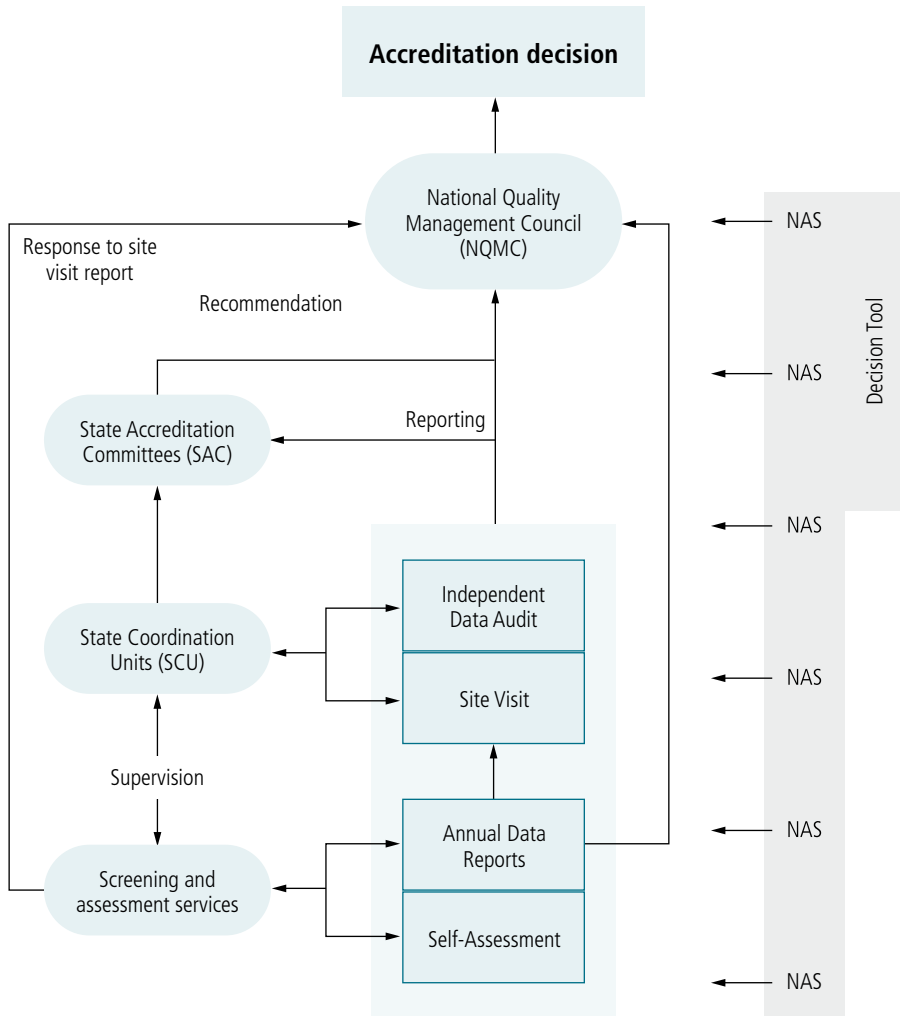 Accreditation decision
National Quality
Management Council
(NQMC)
NAS
Response to site
visit report
Recommendation
Decision Tool
NAS
State Accreditation
Committees (SAC)
Reporting
NAS
Independent
Data Audit
State Coordination
Units (SCU)
Site Visit
NAS
Supervision
Annual Data
Reports
NAS
Screening and
assessment services
Self-Assessment
NAS